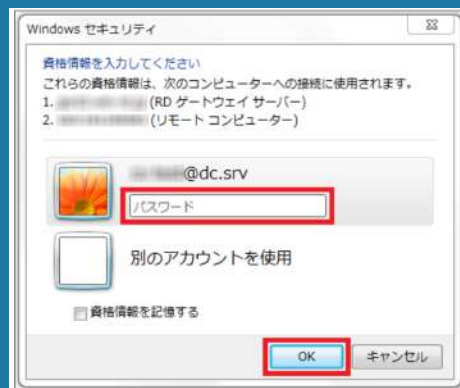 Windows セキュリティ
資格情報を入力してください
これらの資格情報は、次のコンピューターへの接続に使用されます。
1. (RD ゲートウェイ サーバー)
2. (リモート コンピューター)
@dc.srv
パスワード
別のアカウントを使用
資格情報を記憶する
OK
キャンセル